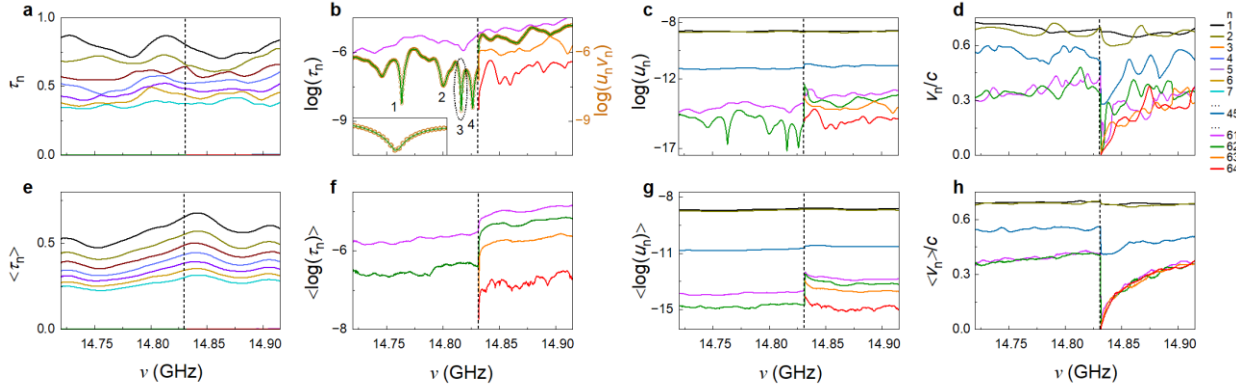 a b c d n
1.0
0.5
0.0
τn
-6
-9
log(τn)
1 2 3 4
-6
-9
log(unvn)
-8
-12
-17
log(un)
0.6
0.3
0.0
vn/c
1
2
3
4
5
6
7
...
45
...
61
62
63
64
e f g h
0.5
0.0
<τn>
-6
-8
<log(τn)>
-8
-11
-15
<log(un)>
0.6
0.3
0.0
<vn>/c
14.75 14.80 14.85 14.90 14.75 14.80 14.85 14.90 14.75 14.80 14.85 14.90 14.75 14.80 14.85 14.90
ν (GHz) ν (GHz) ν (GHz) ν (GHz)